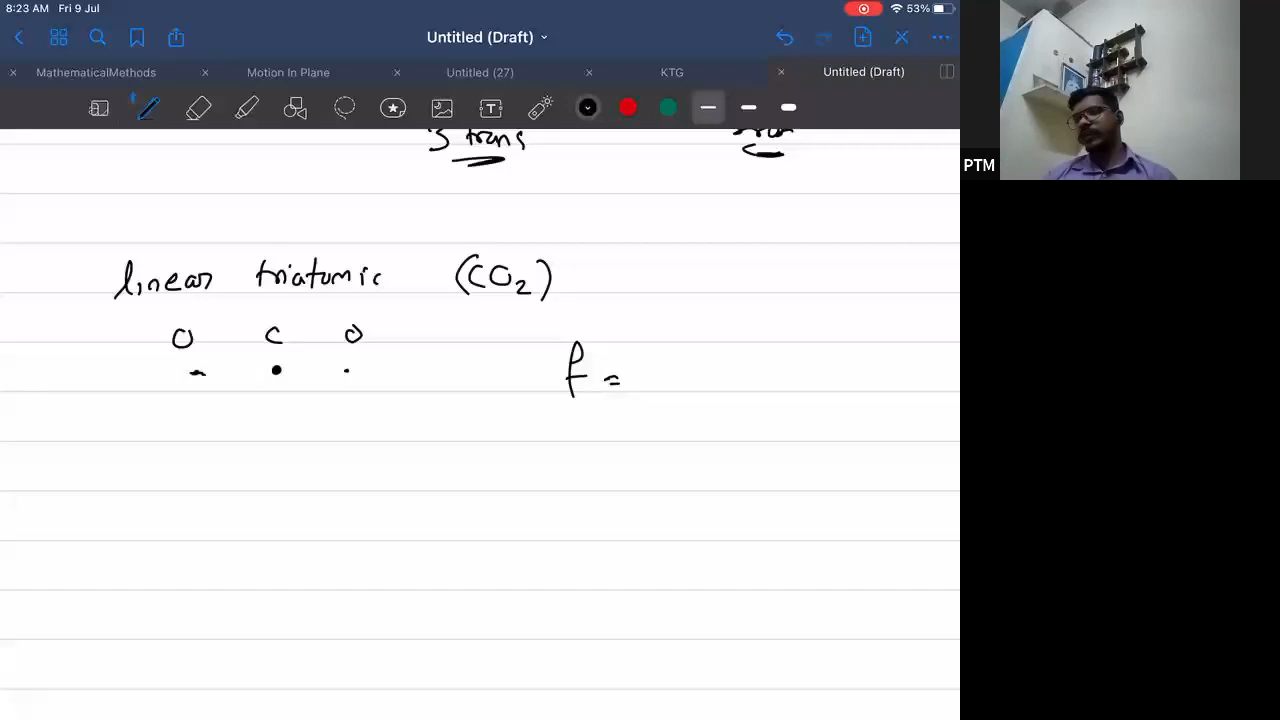 8:23 AM Fri 9 Jul
53%
Untitled (Draft)
MathematicalMethods
Motion In Plane
Untitled (27)
KTG
Untitled (Draft)
3 trans
PTM
linear triatomic (CO₂)
O C O
f =